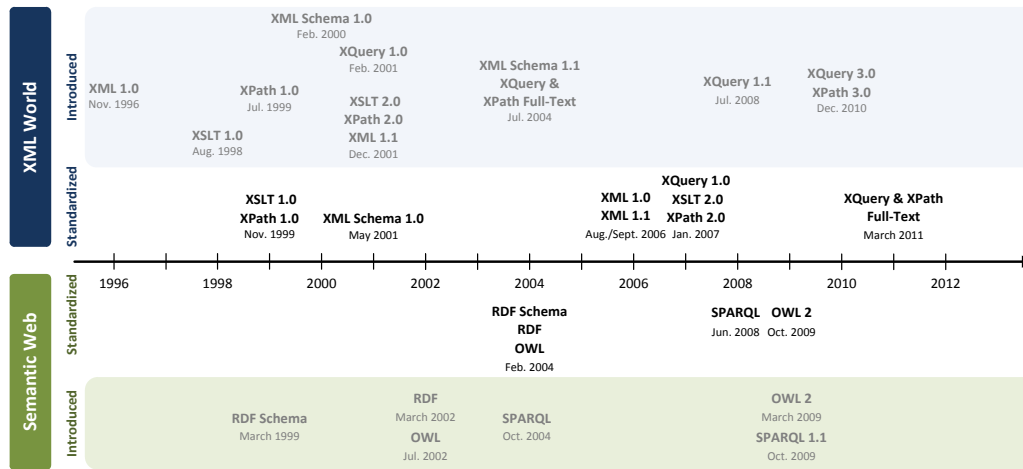 XML World
Introduced
XML Schema 1.0
Feb. 2000
XQuery 1.0
Feb. 2001
XML Schema 1.1
XQuery &
XPath Full-Text
Jul. 2004
XML 1.0
Nov. 1996
XPath 1.0
Jul. 1999
XSLT 2.0
XPath 2.0
XML 1.1
Dec. 2001
XQuery 1.1
Jul. 2008
XQuery 3.0
XPath 3.0
Dec. 2010
XSLT 1.0
Aug. 1998
Standardized
XSLT 1.0
XPath 1.0
Nov. 1999
XML Schema 1.0
May 2001
XML 1.0
XML 1.1
Aug./Sept. 2006
XQuery 1.0
XSLT 2.0
XPath 2.0
Jan. 2007
XQuery & XPath
Full-Text
March 2011
1996 1998 2000 2002 2004 2006 2008 2010 2012
Semantic Web
Standardized
RDF Schema
RDF
OWL
Feb. 2004
SPARQL
Jun. 2008
OWL 2
Oct. 2009
Introduced
RDF Schema
March 1999
RDF
March 2002
OWL
Jul. 2002
SPARQL
Oct. 2004
OWL 2
March 2009
SPARQL 1.1
Oct. 2009